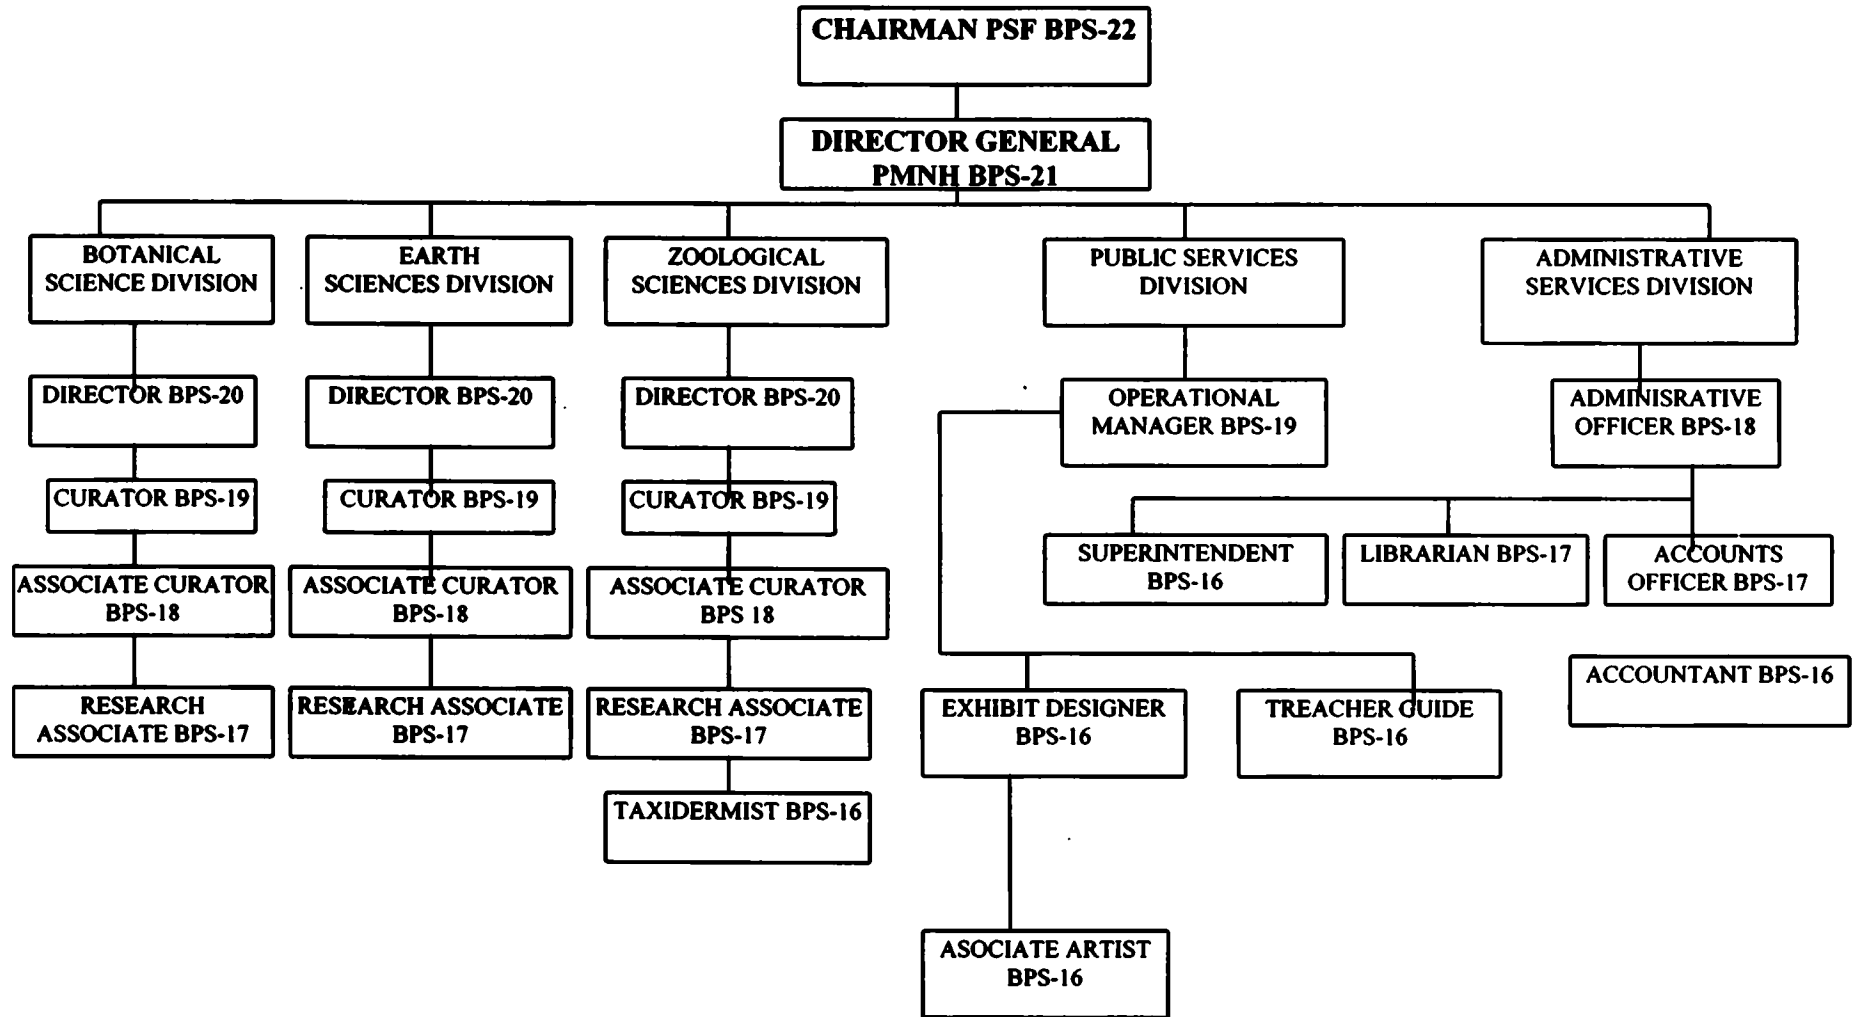 CHAIRMAN PSF BPS-22
DIRECTOR GENERAL
PMNH BPS-21
BOTANICAL
SCIENCE DIVISION
EARTH
SCIENCES DIVISION
ZOOLOGICAL
SCIENCES DIVISION
PUBLIC SERVICES
DIVISION
ADMINISTRATIVE
SERVICES DIVISION
DIRECTOR BPS-20
DIRECTOR BPS-20
DIRECTOR BPS-20
OPERATIONAL
MANAGER BPS-19
ADMINISRATIVE
OFFICER BPS-18
CURATOR BPS-19
CURATOR BPS-19
CURATOR BPS-19
SUPERINTENDENT
BPS-16
LIBRARIAN BPS-17
ACCOUNTS
OFFICER BPS-17
ASSOCIATE CURATOR
BPS-18
ASSOCIATE CURATOR
BPS-18
ASSOCIATE CURATOR
BPS 18
RESEARCH
ASSOCIATE BPS-17
RESEARCH ASSOCIATE
BPS-17
RESEARCH ASSOCIATE
BPS-17
EXHIBIT DESIGNER
BPS-16
TREACHER GUIDE
BPS-16
ACCOUNTANT BPS-16
TAXIDERMIST BPS-16
ASOCIATE ARTIST
BPS-16